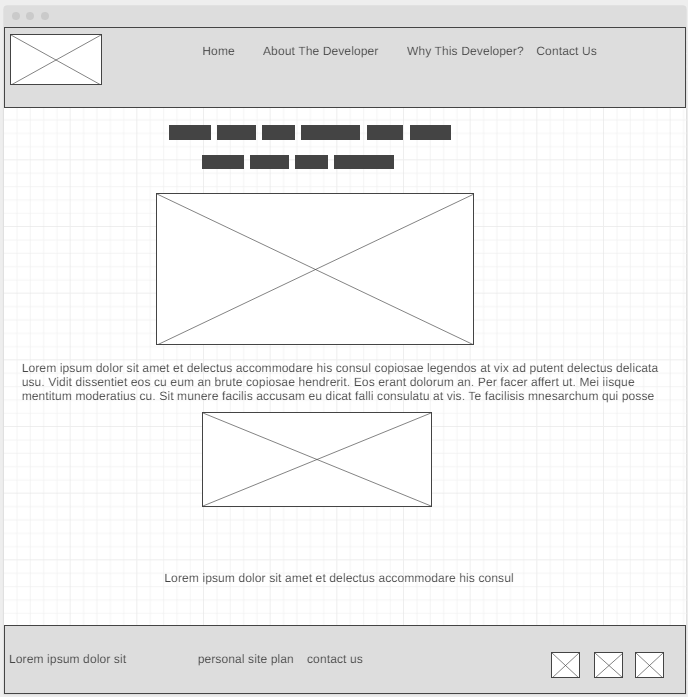 Home About The Developer Why This Developer? Contact Us
Lorem ipsum dolor sit amet et delectus accommodare his consul copiosae legendos at vix ad putent delectus delicata
usu. Vidit dissentiet eos cu eum an brute copiosae hendrerit. Eos erant dolorum an. Per facer affert ut. Mei iisque
mentitum moderatius cu. Sit munere facilis accusam eu dicat falli consulatu at vis. Te facilisis mnesarchum qui posse
Lorem ipsum dolor sit amet et delectus accommodare his consul
Lorem ipsum dolor sit personal site plan contact us